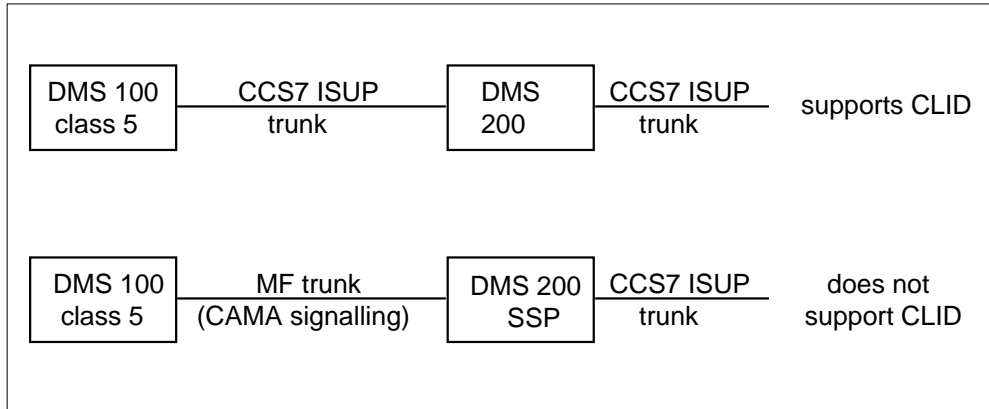 DMS 100
class 5
CCS7 ISUP
trunk
DMS
200
CCS7 ISUP
trunk
supports CLID
DMS 100
class 5
MF trunk
(CAMA signalling)
DMS 200
SSP
CCS7 ISUP
trunk
does not
support CLID